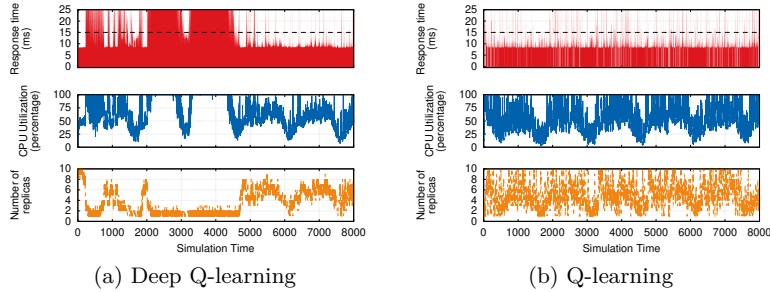 Response time
(ms)
25
20
15
10
5
0
CPU Utilization
(percentage)
100
75
50
25
0
Number of
replicas
10
8
6
4
2
0
0 1000 2000 3000 4000 5000 6000 7000 8000
Simulation Time
(a) Deep Q-learning
Response time
(ms)
25
20
15
10
5
0
CPU Utilization
(percentage)
100
75
50
25
0
Number of
replicas
10
8
6
4
2
0
0 1000 2000 3000 4000 5000 6000 7000 8000
Simulation Time
(b) Q-learning